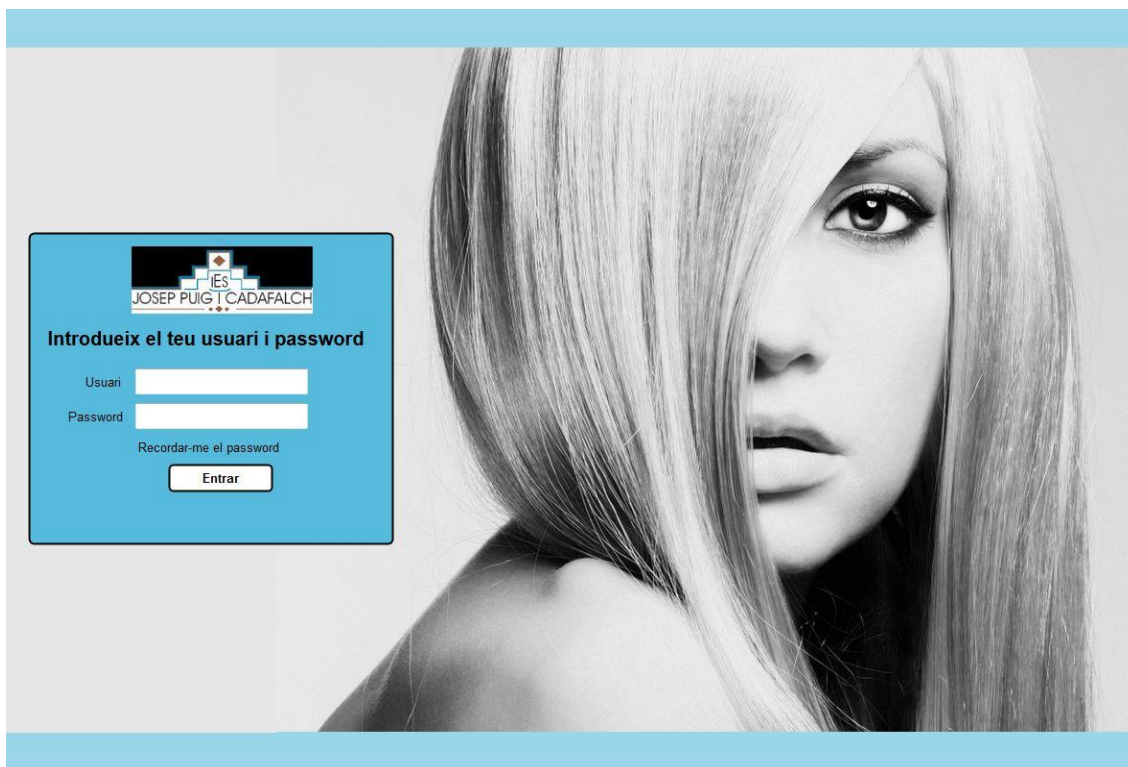 iES
JOSEP PUIG I CADAFALCH
Introdueix el teu usuari i password
Usuari
Password
Recordar-me el password
Entrar